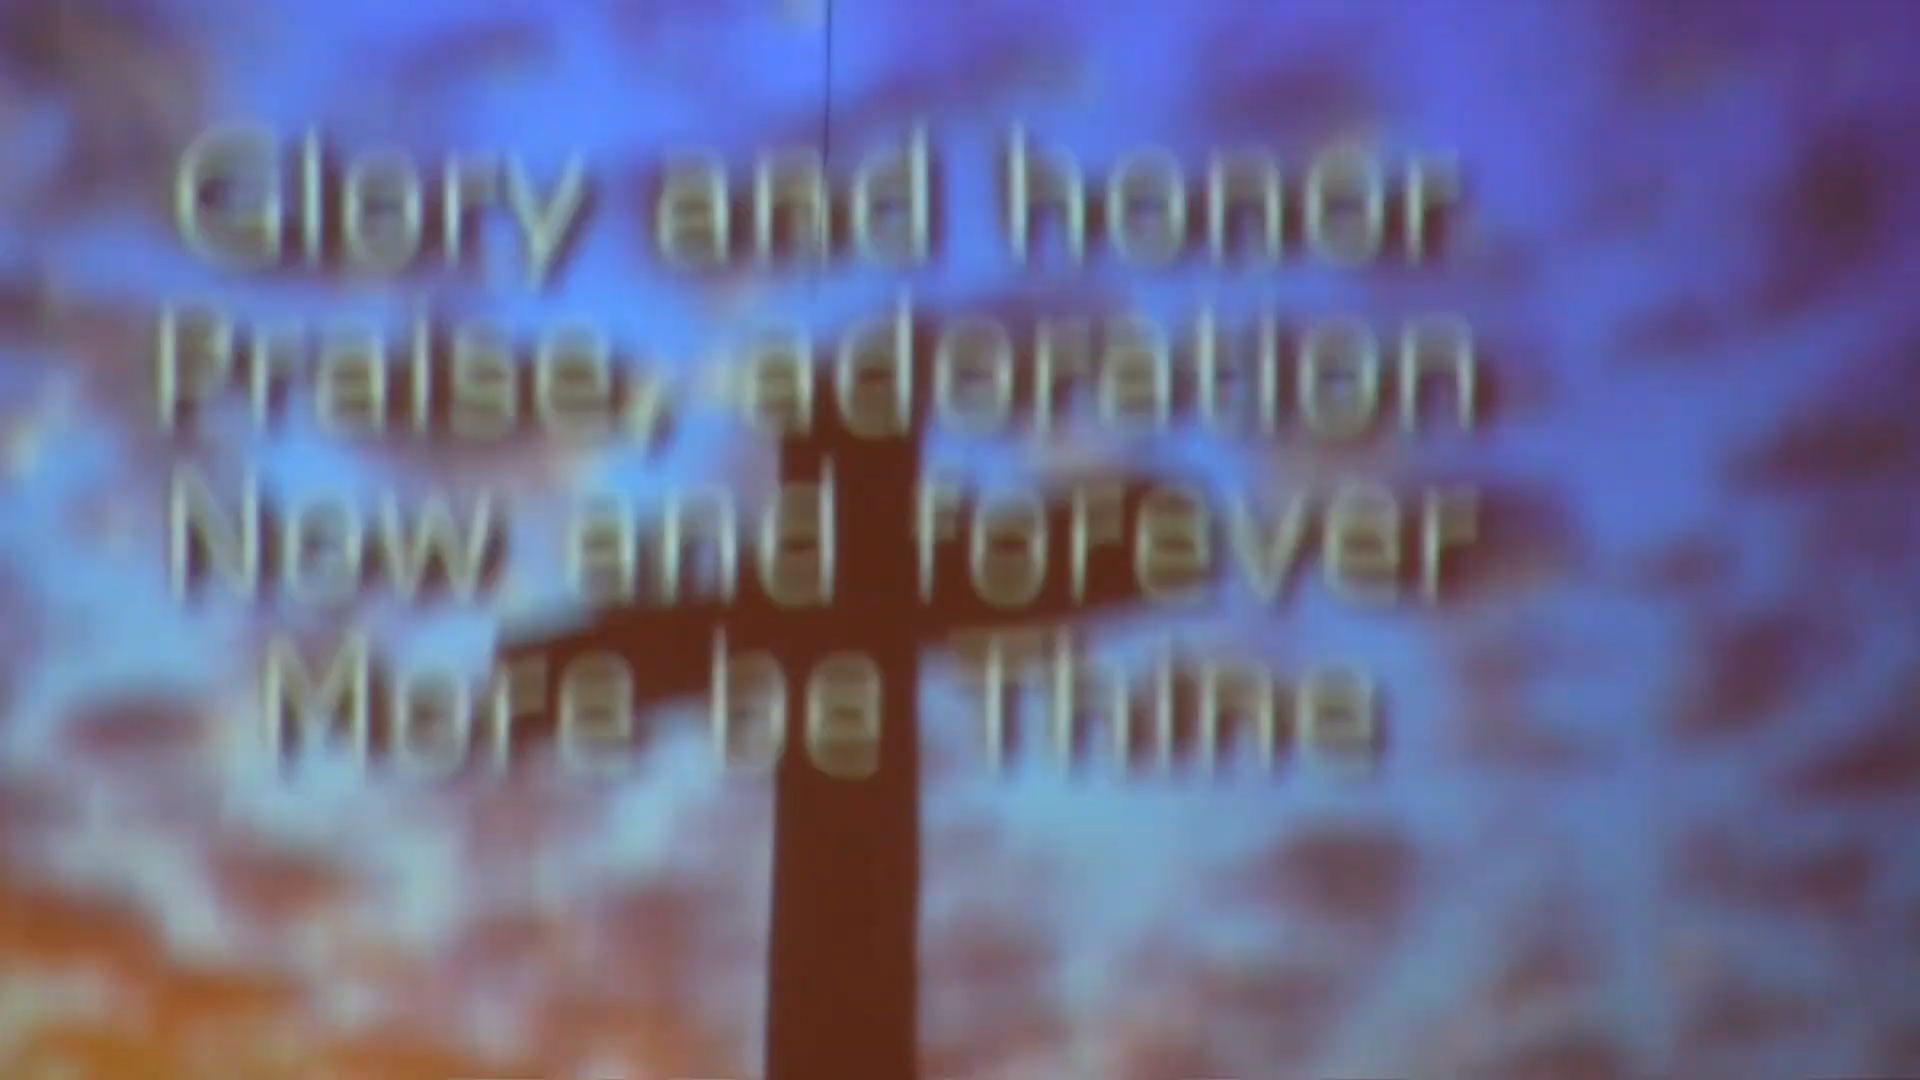 Glory and honor
Praise, adoration
Now and forever
More be Thine